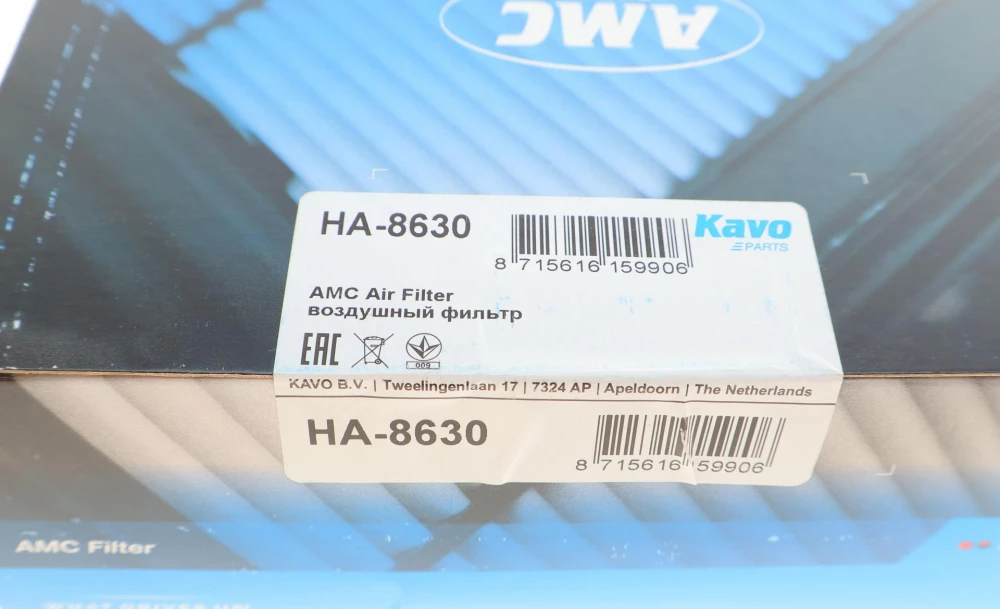 AMC
HA-8630
8 715616 159906
Kavo
PARTS
AMC Air Filter
воздушный фильтр
EAC
009
KAVO B.V. | Tweelingenlaan 17 | 7324 AP | Apeldoorn | The Netherlands
HA-8630
8 715616 159906
AMC Filter